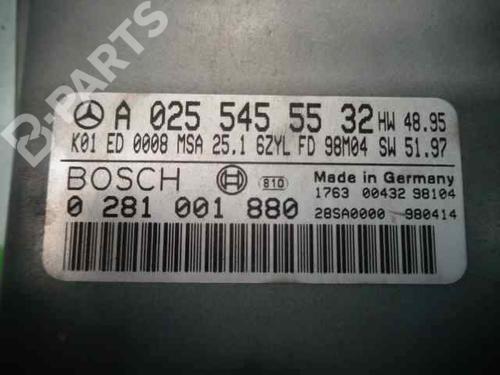 B-PARTS
A 025 545 55 32 HW 48.95
K01 ED 0008 MSA 25.1 6ZYL FD 98M04 SW 51.97
BOSCH 810 Made in Germany
1763 00432 98104
0 281 001 880 28SA0000 980414